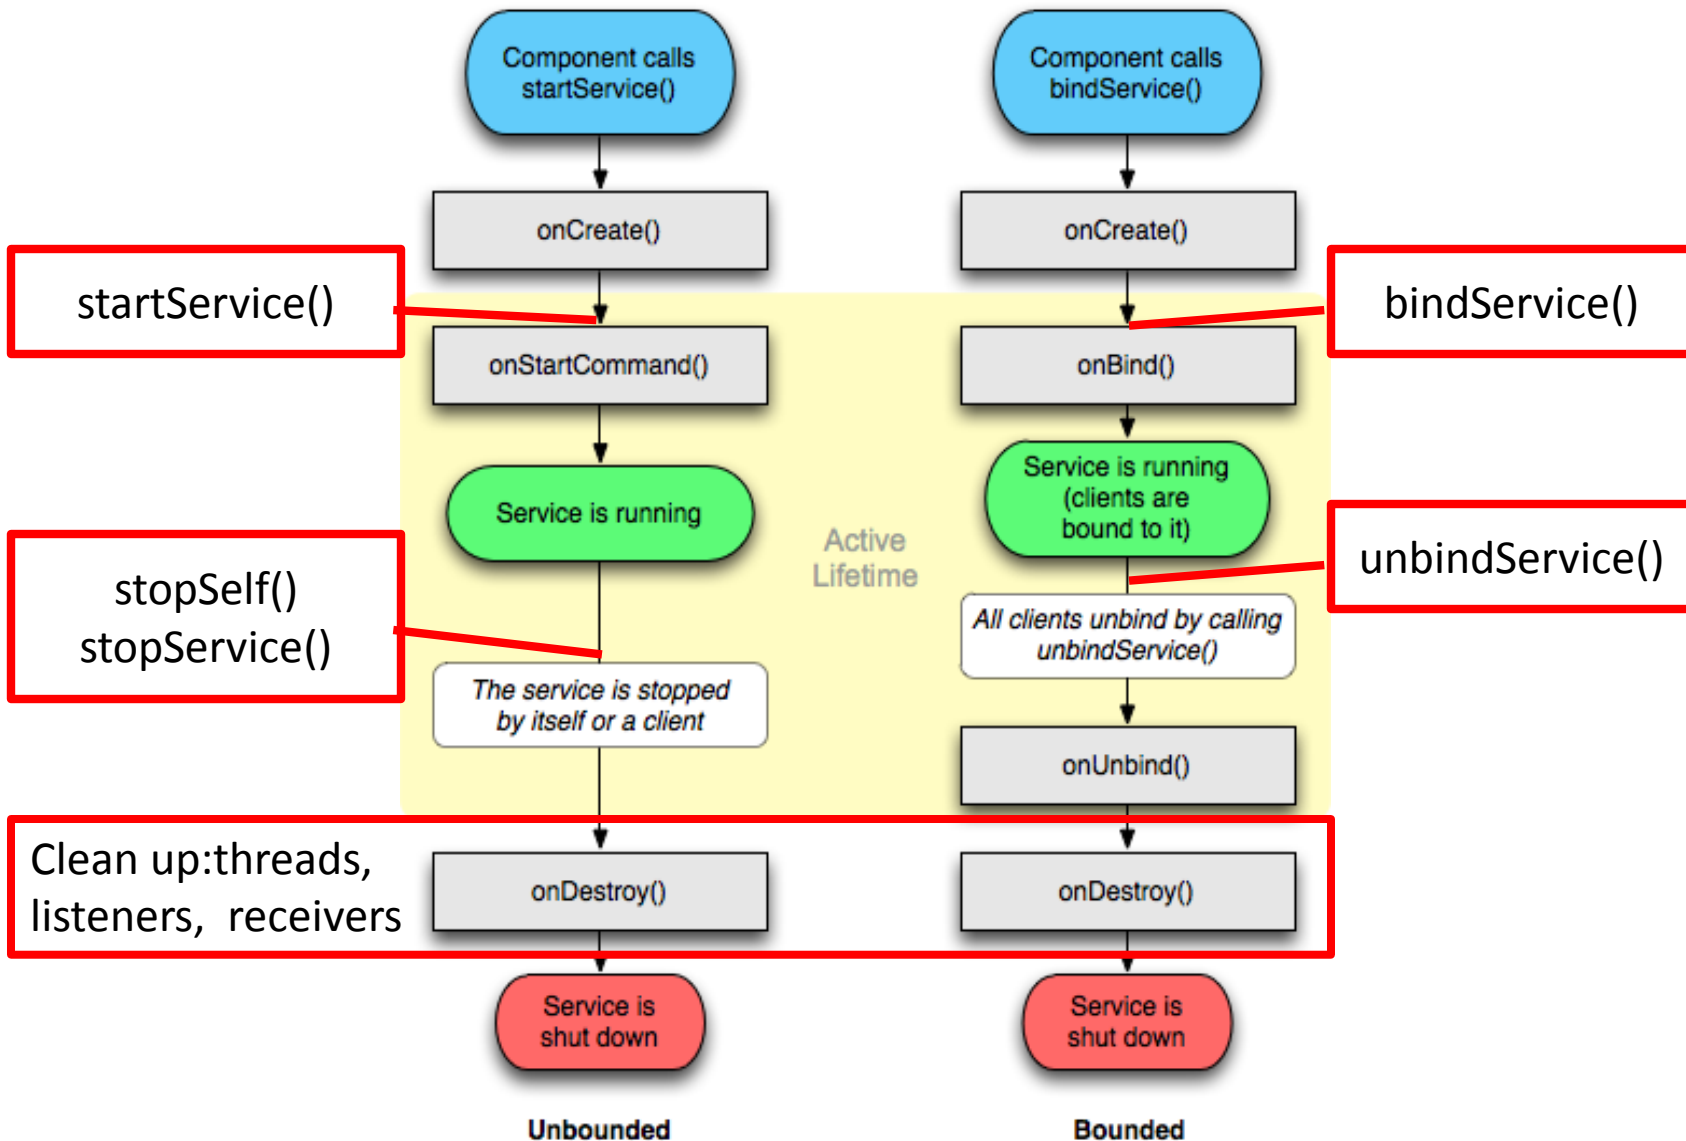 Component calls
startService()
Component calls
bindService()
onCreate()
onCreate()
startService()
bindService()
onStartCommand()
onBind()
Service is running
Service is running
(clients are
bound to it)
Active
Lifetime
stopSelf()
stopService()
unbindService()
The service is stopped
by itself or a client
All clients unbind by calling
unbindService()
onUnbind()
Clean up:threads,
listeners, receivers
onDestroy()
onDestroy()
Service is
shut down
Service is
shut down
Unbounded
Bounded